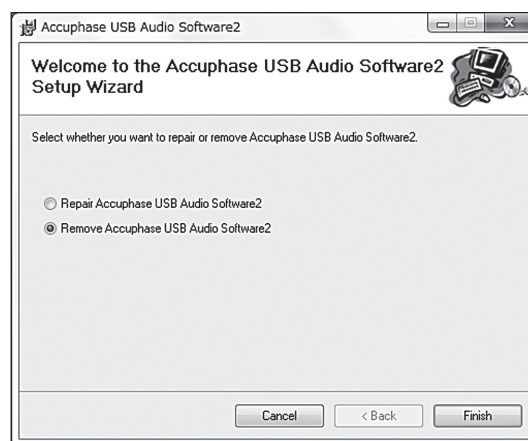 Accuphase USB Audio Software2
Welcome to the Accuphase USB Audio Software2
Setup Wizard
Select whether you want to repair or remove Accuphase USB Audio Software2.
Repair Accuphase USB Audio Software2
Remove Accuphase USB Audio Software2
Cancel
< Back
Finish